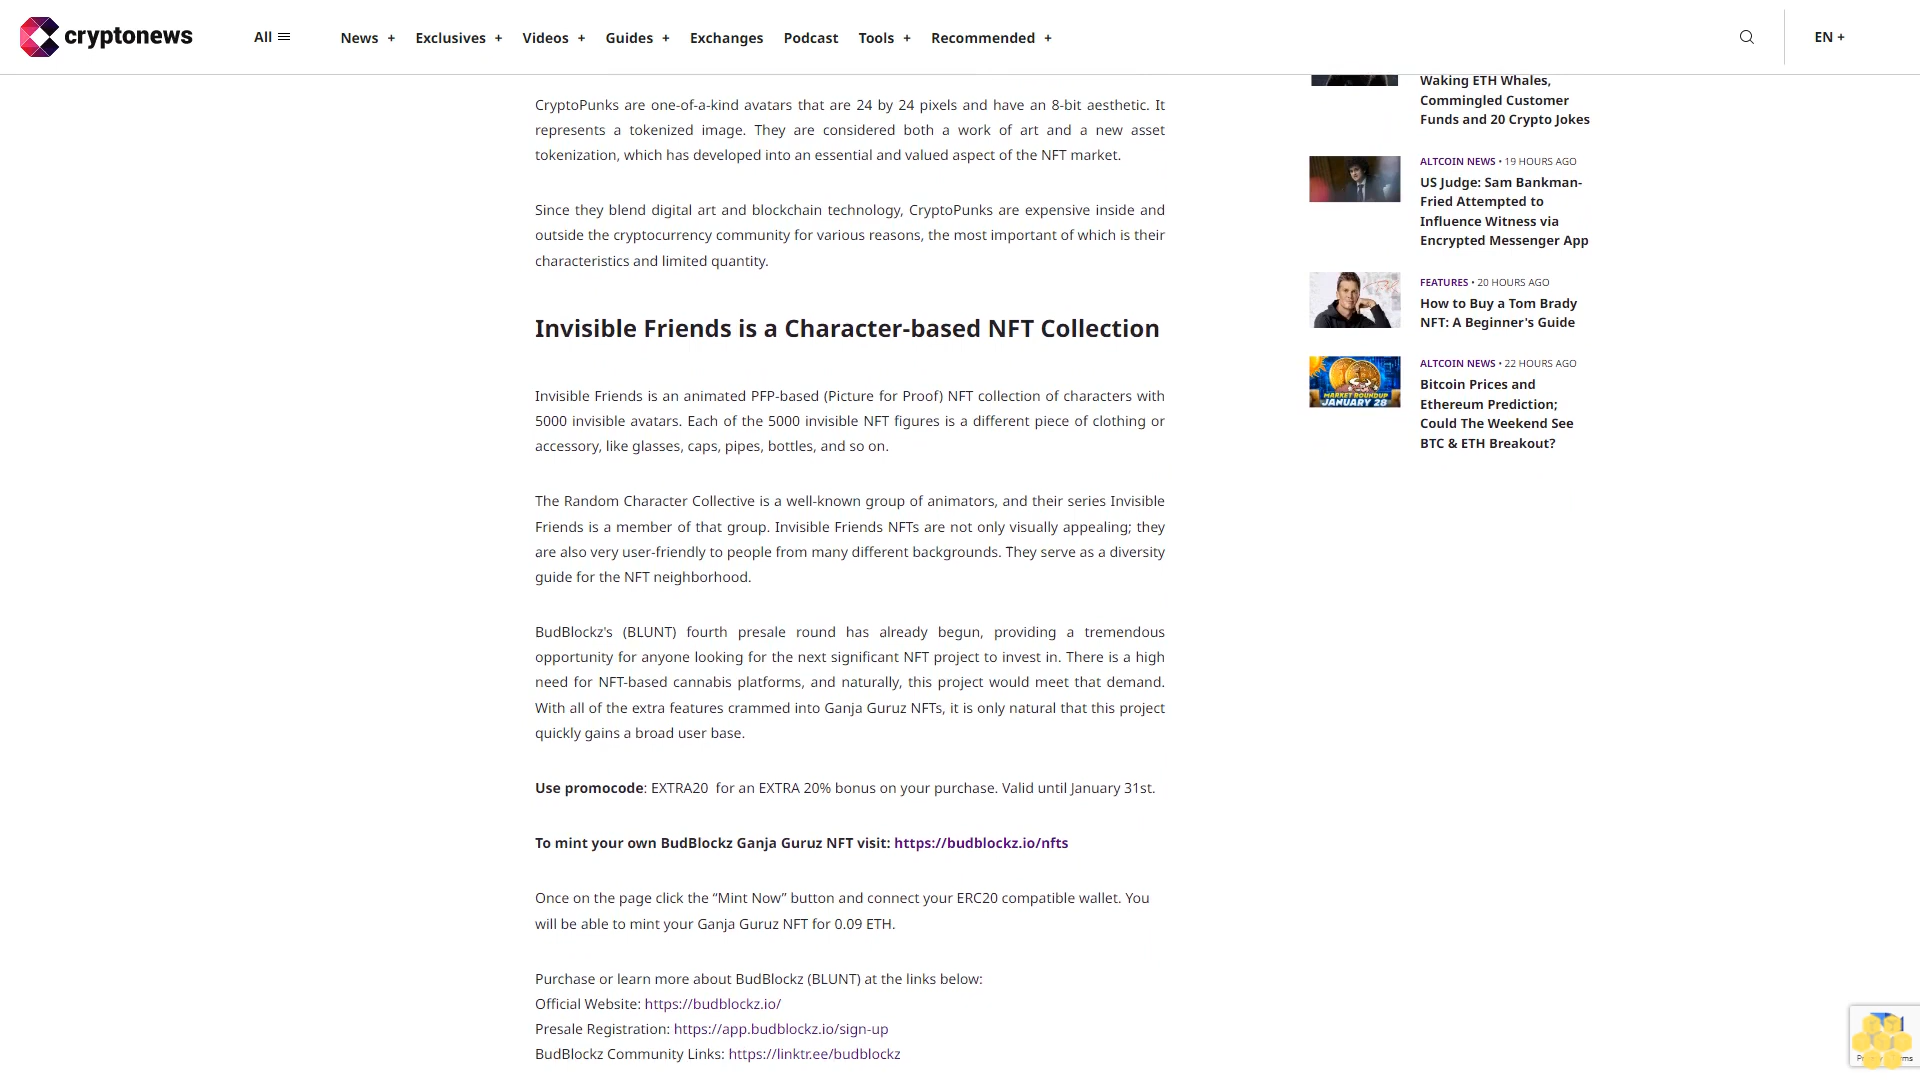 cryptonews
All
News +
Exclusives +
Videos +
Guides +
Exchanges
Podcast
Tools +
Recommended +
EN +
CryptoPunks are one-of-a-kind avatars that are 24 by 24 pixels and have an 8-bit aesthetic. It
represents a tokenized image. They are considered both a work of art and a new asset
tokenization, which has developed into an essential and valued aspect of the NFT market.
Since they blend digital art and blockchain technology, CryptoPunks are expensive inside and
outside the cryptocurrency community for various reasons, the most important of which is their
characteristics and limited quantity.
Invisible Friends is a Character-based NFT Collection
Invisible Friends is an animated PFP-based (Picture for Proof) NFT collection of characters with
5000 invisible avatars. Each of the 5000 invisible NFT figures is a different piece of clothing or
accessory, like glasses, caps, pipes, bottles, and so on.
The Random Character Collective is a well-known group of animators, and their series Invisible
Friends is a member of that group. Invisible Friends NFTs are not only visually appealing; they
are also very user-friendly to people from many different backgrounds. They serve as a diversity
guide for the NFT neighborhood.
BudBlockz's (BLUNT) fourth presale round has already begun, providing a tremendous
opportunity for anyone looking for the next significant NFT project to invest in. There is a high
need for NFT-based cannabis platforms, and naturally, this project would meet that demand.
With all of the extra features crammed into Ganja Guruz NFTs, it is only natural that this project
quickly gains a broad user base.
Use promocode: EXTRA20 for an EXTRA 20% bonus on your purchase. Valid until January 31st.
To mint your own BudBlockz Ganja Guruz NFT visit: https://budblockz.io/nfts
Once on the page click the “Mint Now” button and connect your ERC20 compatible wallet. You
will be able to mint your Ganja Guruz NFT for 0.09 ETH.
Purchase or learn more about BudBlockz (BLUNT) at the links below:
Official Website: https://budblockz.io/
Presale Registration: https://app.budblockz.io/sign-up
BudBlockz Community Links: https://linktr.ee/budblockz
Waking ETH Whales,
Commingled Customer
Funds and 20 Crypto Jokes
ALTCOIN NEWS • 19 HOURS AGO
US Judge: Sam Bankman-
Fried Attempted to
Influence Witness via
Encrypted Messenger App
FEATURES • 20 HOURS AGO
How to Buy a Tom Brady
NFT: A Beginner's Guide
MARKET ROUNDUP
JANUARY 28
ALTCOIN NEWS • 22 HOURS AGO
Bitcoin Prices and
Ethereum Prediction;
Could The Weekend See
BTC & ETH Breakout?